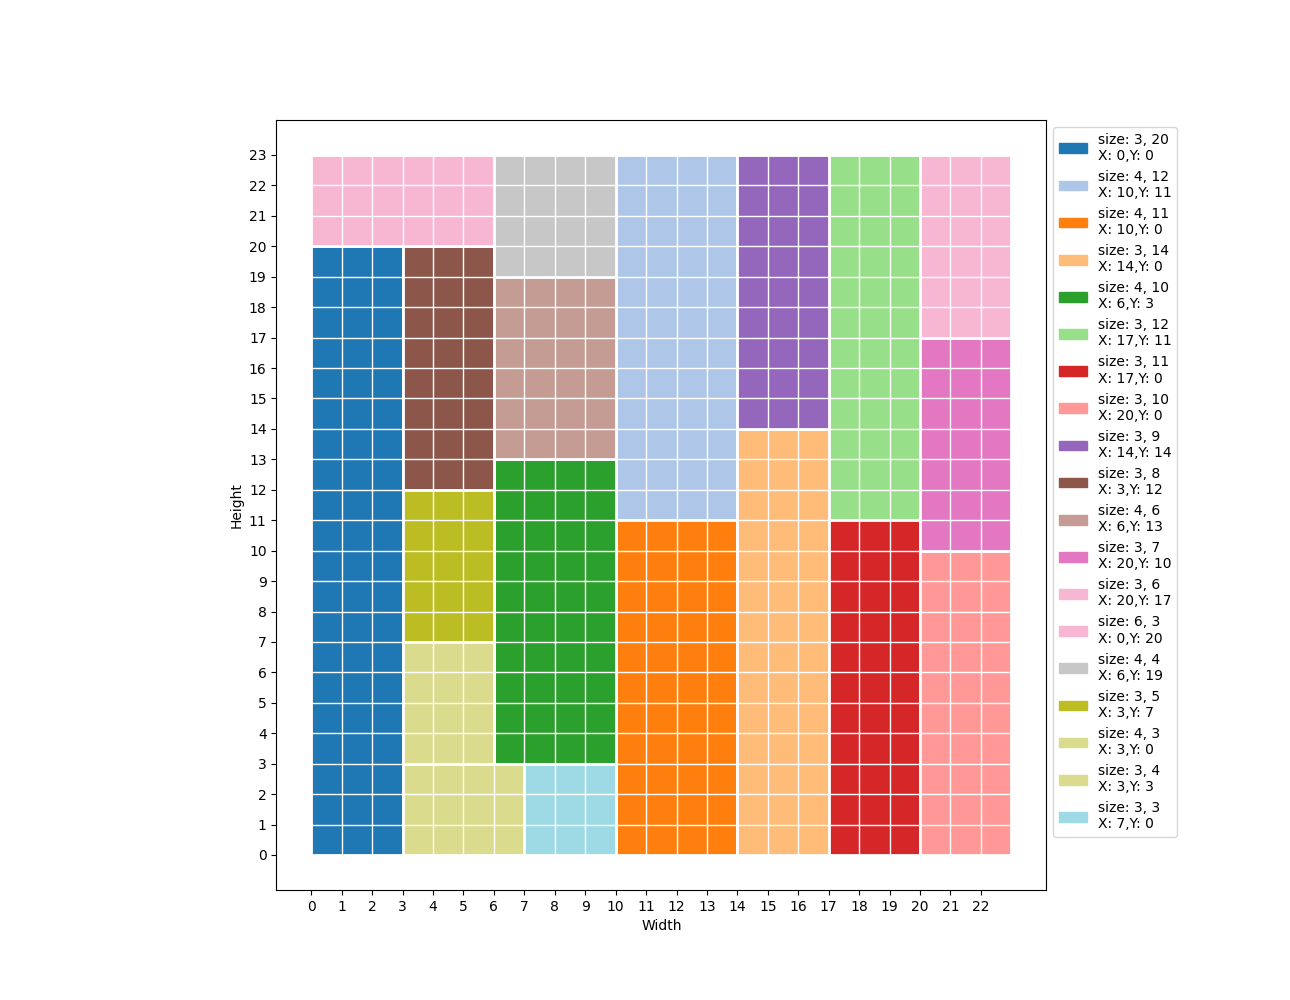 23
22
21
20
19
18
17
16
15
14
13
12
11
10
9
8
7
6
5
4
3
2
1
0
Height
0 1 2 3 4 5 6 7 8 9 10 11 12 13 14 15 16 17 18 19 20 21 22
Width
size: 3, 20
X: 0,Y: 0
size: 4, 12
X: 10,Y: 11
size: 4, 11
X: 10,Y: 0
size: 3, 14
X: 14,Y: 0
size: 4, 10
X: 6,Y: 3
size: 3, 12
X: 17,Y: 11
size: 3, 11
X: 17,Y: 0
size: 3, 10
X: 20,Y: 0
size: 3, 9
X: 14,Y: 14
size: 3, 8
X: 3,Y: 12
size: 4, 6
X: 6,Y: 13
size: 3, 7
X: 20,Y: 10
size: 3, 6
X: 20,Y: 17
size: 6, 3
X: 0,Y: 20
size: 4, 4
X: 6,Y: 19
size: 3, 5
X: 3,Y: 7
size: 4, 3
X: 3,Y: 0
size: 3, 4
X: 3,Y: 3
size: 3, 3
X: 7,Y: 0